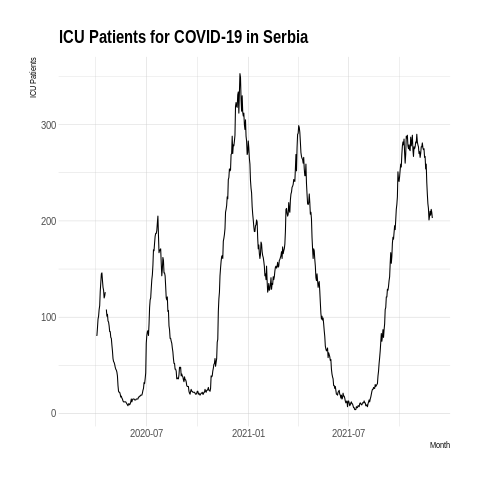 ICU Patients for COVID-19 in Serbia
ICU Patients
300
200
100
0
2020-07
2021-01
2021-07
Month